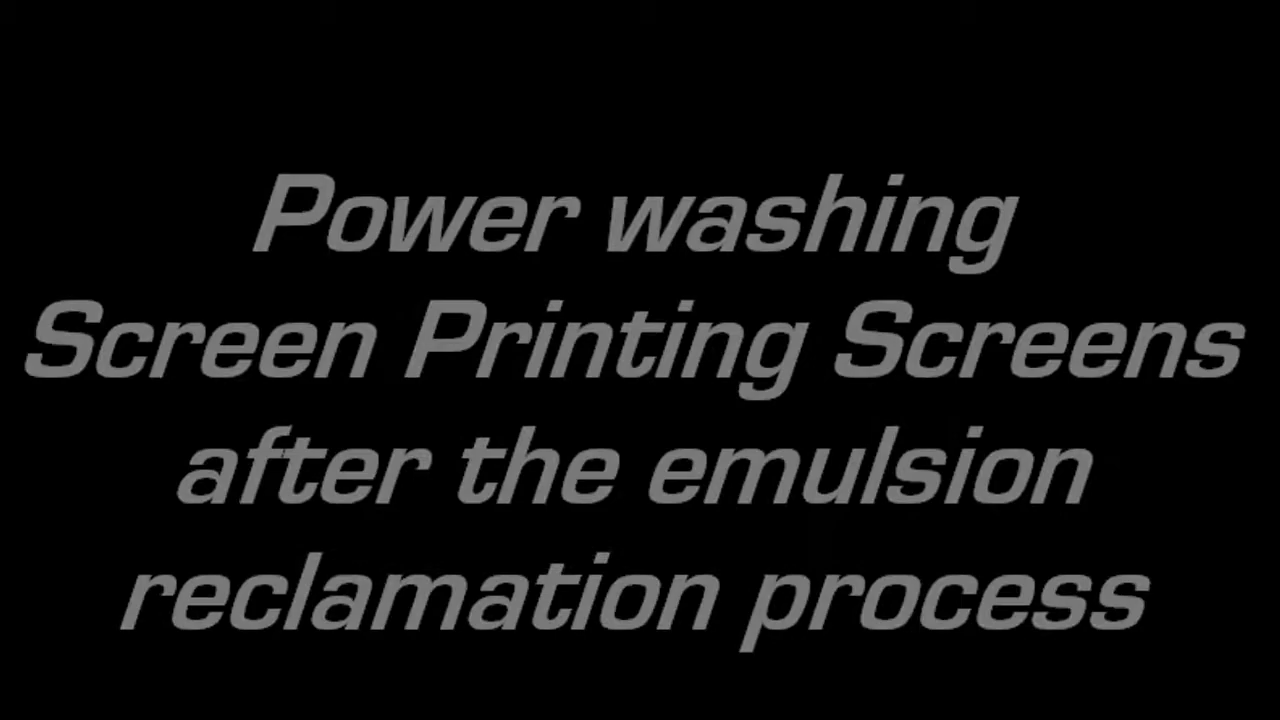 Power washing
Screen Printing Screens
after the emulsion
reclamation process